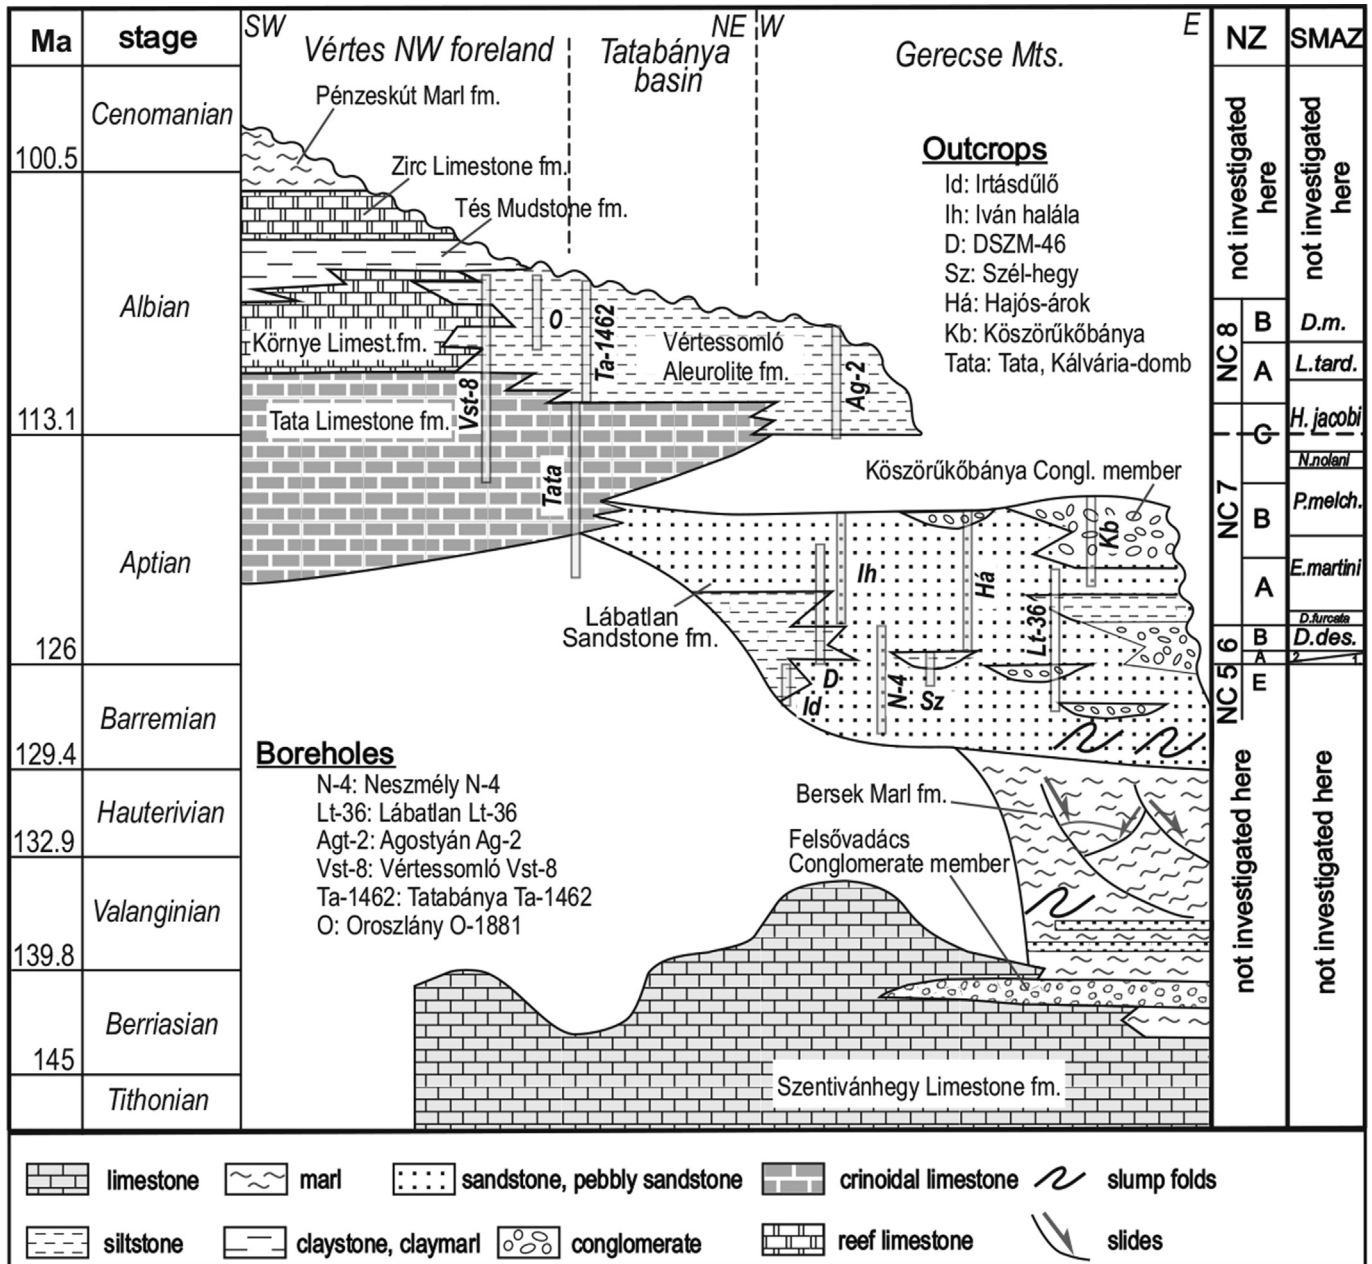 Ma
stage
SW
NE
W
E
NZ
SMAZ
Vértes NW foreland
Tatabánya
basin
Gerecse Mts.
Cenomanian
100.5
Albian
113.1
Aptian
126
Barremian
129.4
Hauterivian
132.9
Valanginian
139.8
Berriasian
145
Tithonian
Pénzeskút Marl fm.
Zirc Limestone fm.
Tés Mudstone fm.
Környe Limest.fm.
Tata Limestone fm.
Vst-8
O
Ta-1462
Vértessomló
Aleurolite fm.
Ag-2
Tata
Outcrops
Id: Irtásdűlő
Ih: Iván halála
D: DSZM-46
Sz: Szél-hegy
Há: Hajós-árok
Kb: Köszörűkőbánya
Tata: Tata, Kálvária-domb
Köszörűkőbánya Congl. member
Kb
Ih
Há
Lt-36
Lábatlan
Sandstone fm.
D
Id
N-4
Sz
Boreholes
N-4: Neszmély N-4
Lt-36: Lábatlan Lt-36
Agt-2: Agostyán Ag-2
Vst-8: Vértessomló Vst-8
Ta-1462: Tatabánya Ta-1462
O: Oroszlány O-1881
Bersek Marl fm.
Felsővadács
Conglomerate member
Szentivánhegy Limestone fm.
not investigated
here
NC 8
B
A
NC 7
C
B
A
6
B
A
NC 5
E
not investigated here
not investigated
here
D.m.
L.tard.
H. jacobi
N.nolani
P.melch.
E.martini
D.furcata
D.des.
2
1
not investigated here
limestone
marl
sandstone, pebbly sandstone
crinoidal limestone
slump folds
siltstone
claystone, claymarl
conglomerate
reef limestone
slides